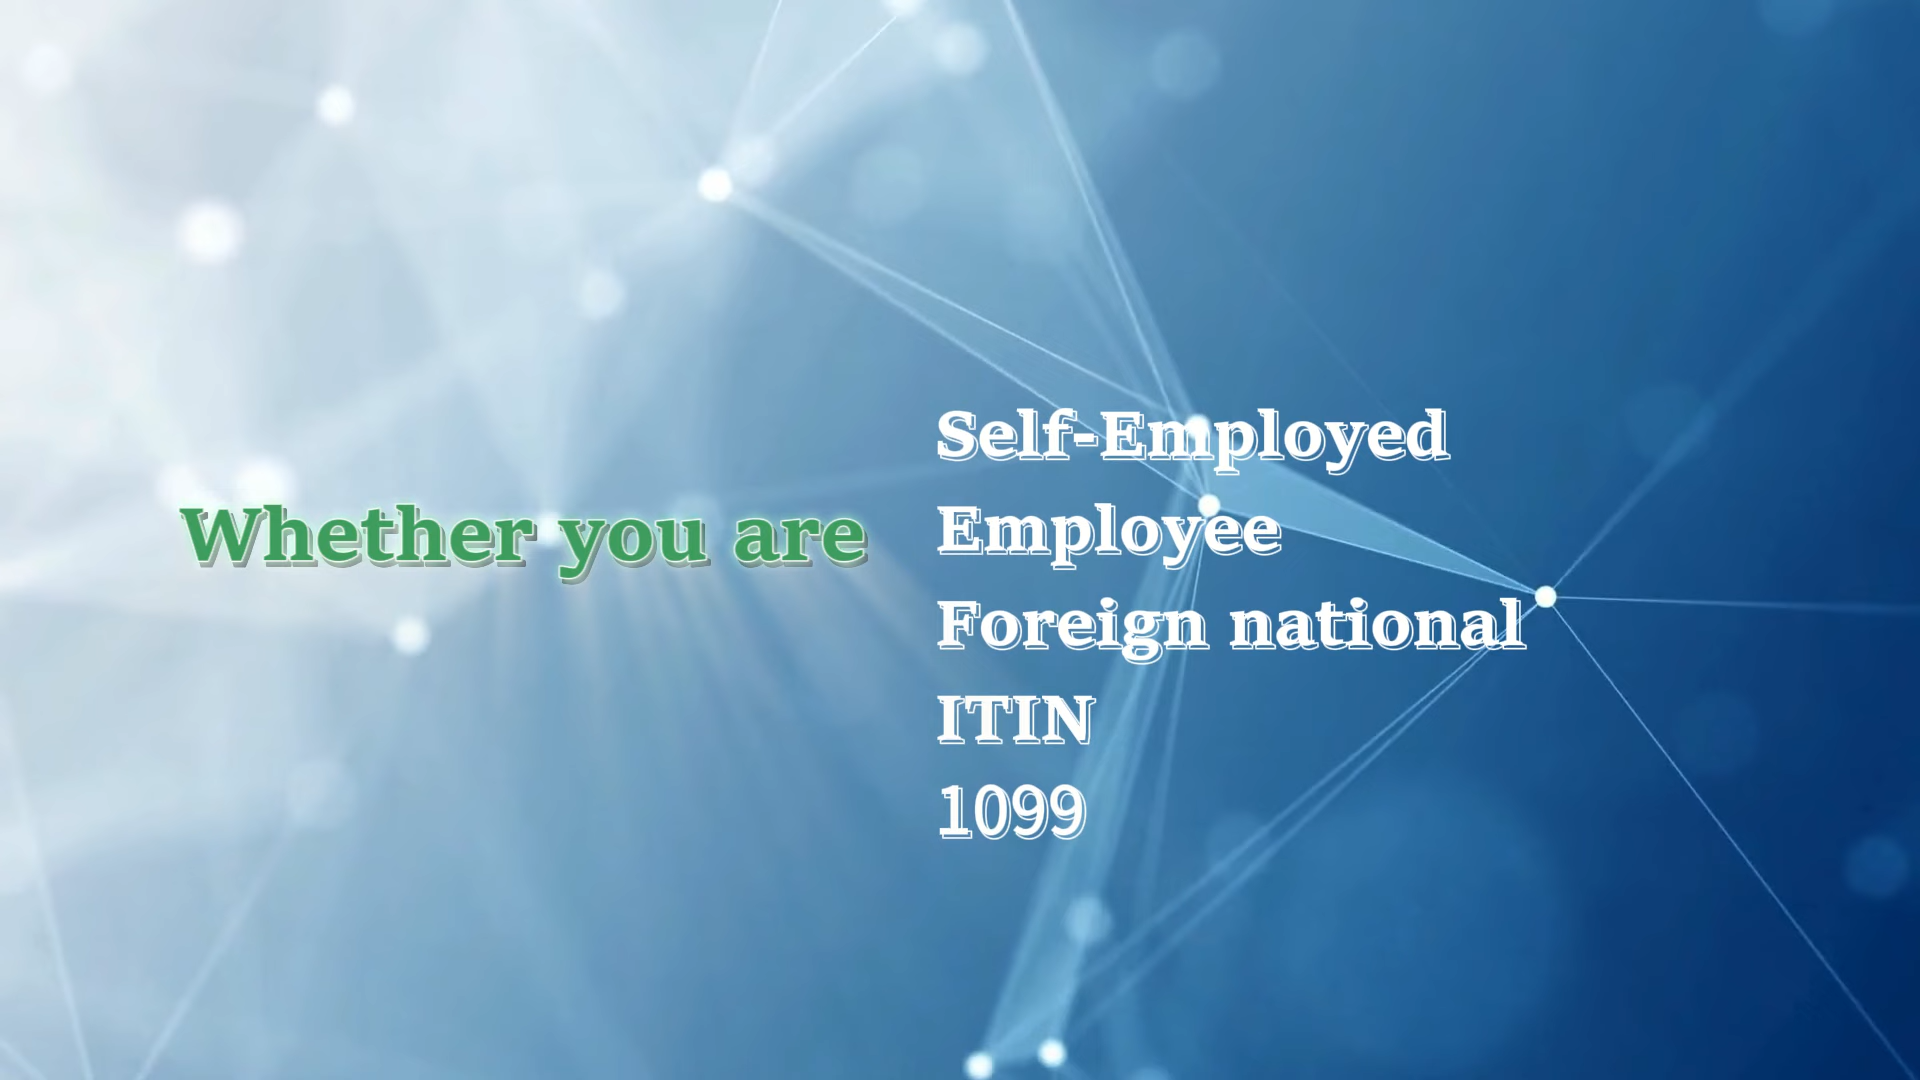 Whether you are
Self-Employed
Employee
Foreign national
ITIN
1099